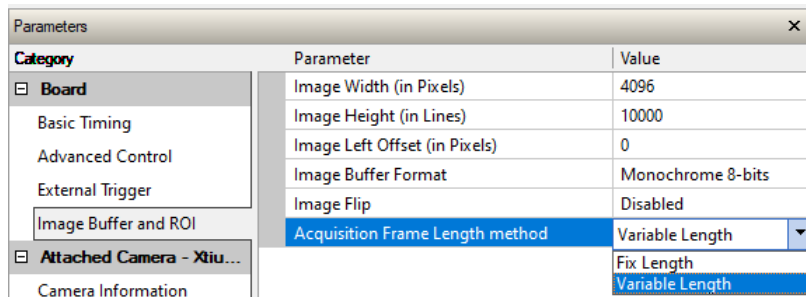 Parameters ×
Category Parameter Value
Board Image Width (in Pixels) 4096
Basic Timing Image Height (in Lines) 10000
Advanced Control Image Left Offset (in Pixels) 0
External Trigger Image Buffer Format Monochrome 8-bits
Image Buffer and ROI Image Flip Disabled
Acquisition Frame Length method Variable Length
Attached Camera - Xtiu... Fix Length
Camera Information Variable Length